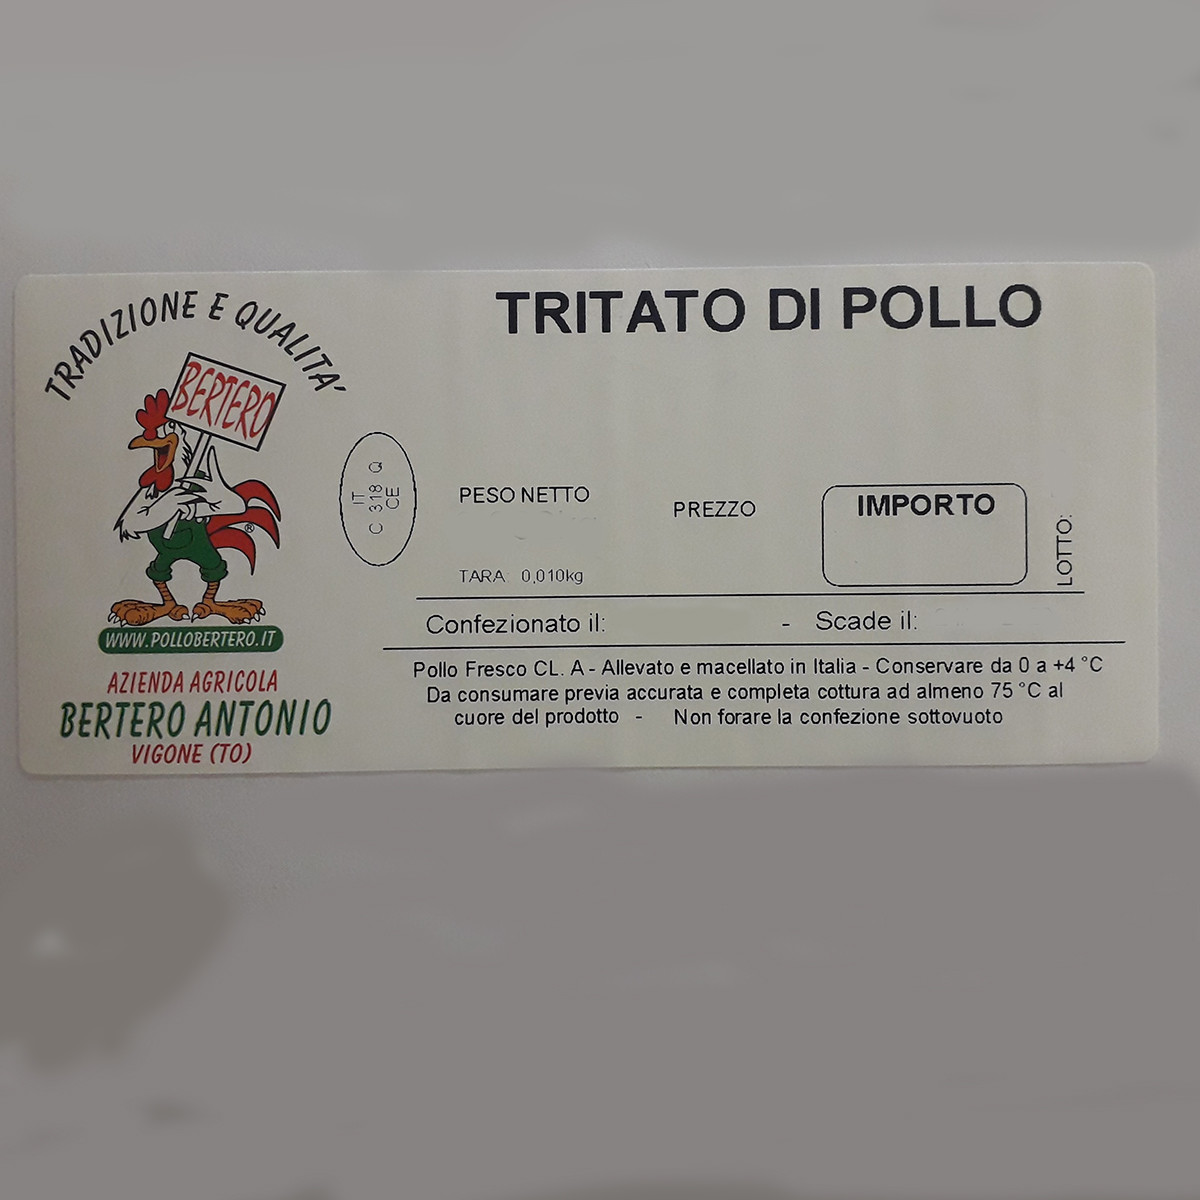 TRADIZIONE E QUALITA'
BERTERO
®
WWW.POLLOBERTERO.IT
AZIENDA AGRICOLA
BERTERO ANTONIO
VIGONE (TO)
TRITATO DI POLLO
IT
C 318 Q
CE
PESO NETTO
PREZZO
IMPORTO
LOTTO:
TARA: 0,010kg
Confezionato il: - Scade il:
Pollo Fresco CL. A - Allevato e macellato in Italia - Conservare da 0 a +4 °C
Da consumare previa accurata e completa cottura ad almeno 75 °C al
cuore del prodotto - Non forare la confezione sottovuoto